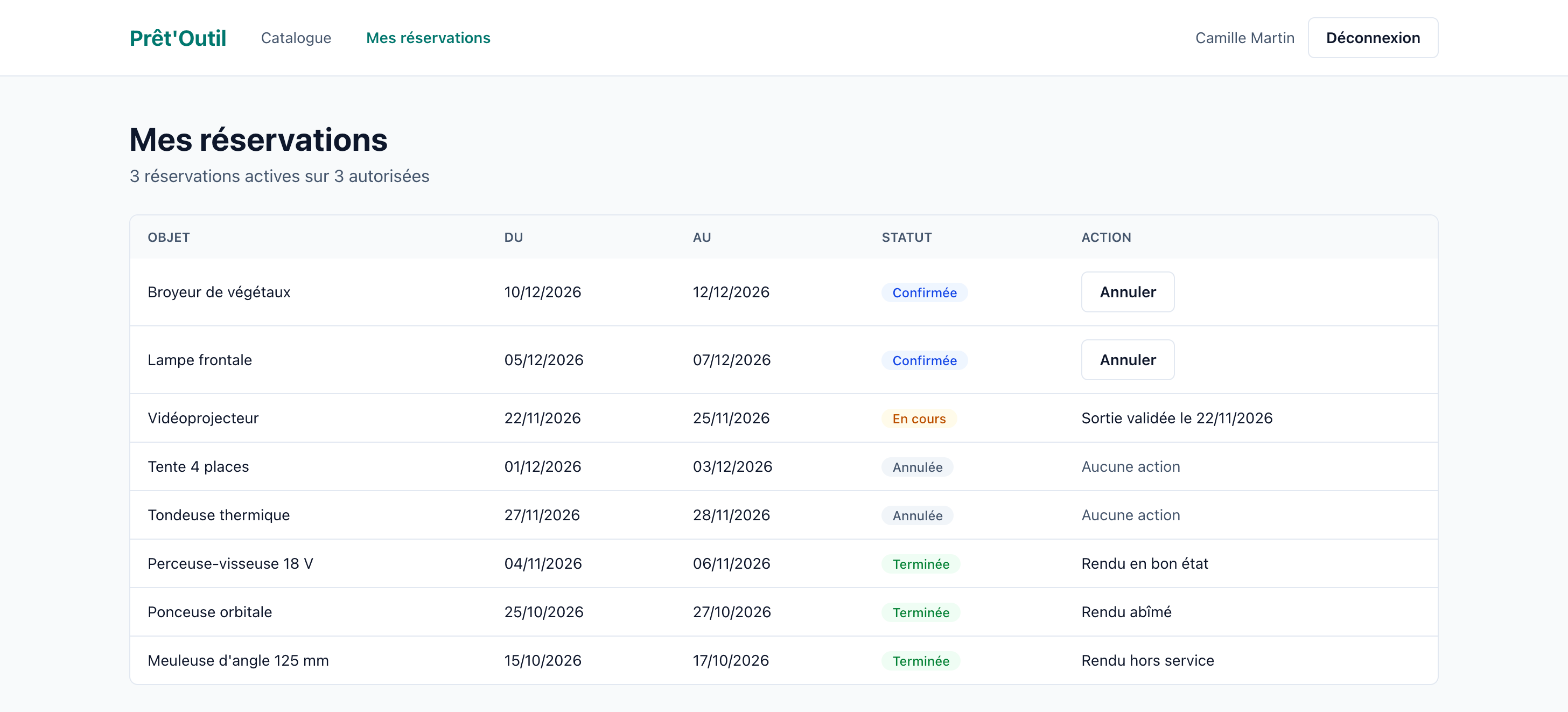 Prêt'Outil Catalogue Mes réservations Camille Martin Déconnexion
Mes réservations
3 réservations actives sur 3 autorisées
OBJET DU AU STATUT ACTION
Broyeur de végétaux 10/12/2026 12/12/2026 Confirmée Annuler
Lampe frontale 05/12/2026 07/12/2026 Confirmée Annuler
Vidéoprojecteur 22/11/2026 25/11/2026 En cours Sortie validée le 22/11/2026
Tente 4 places 01/12/2026 03/12/2026 Annulée Aucune action
Tondeuse thermique 27/11/2026 28/11/2026 Annulée Aucune action
Perceuse-visseuse 18 V 04/11/2026 06/11/2026 Terminée Rendu en bon état
Ponceuse orbitale 25/10/2026 27/10/2026 Terminée Rendu abîmé
Meuleuse d'angle 125 mm 15/10/2026 17/10/2026 Terminée Rendu hors service